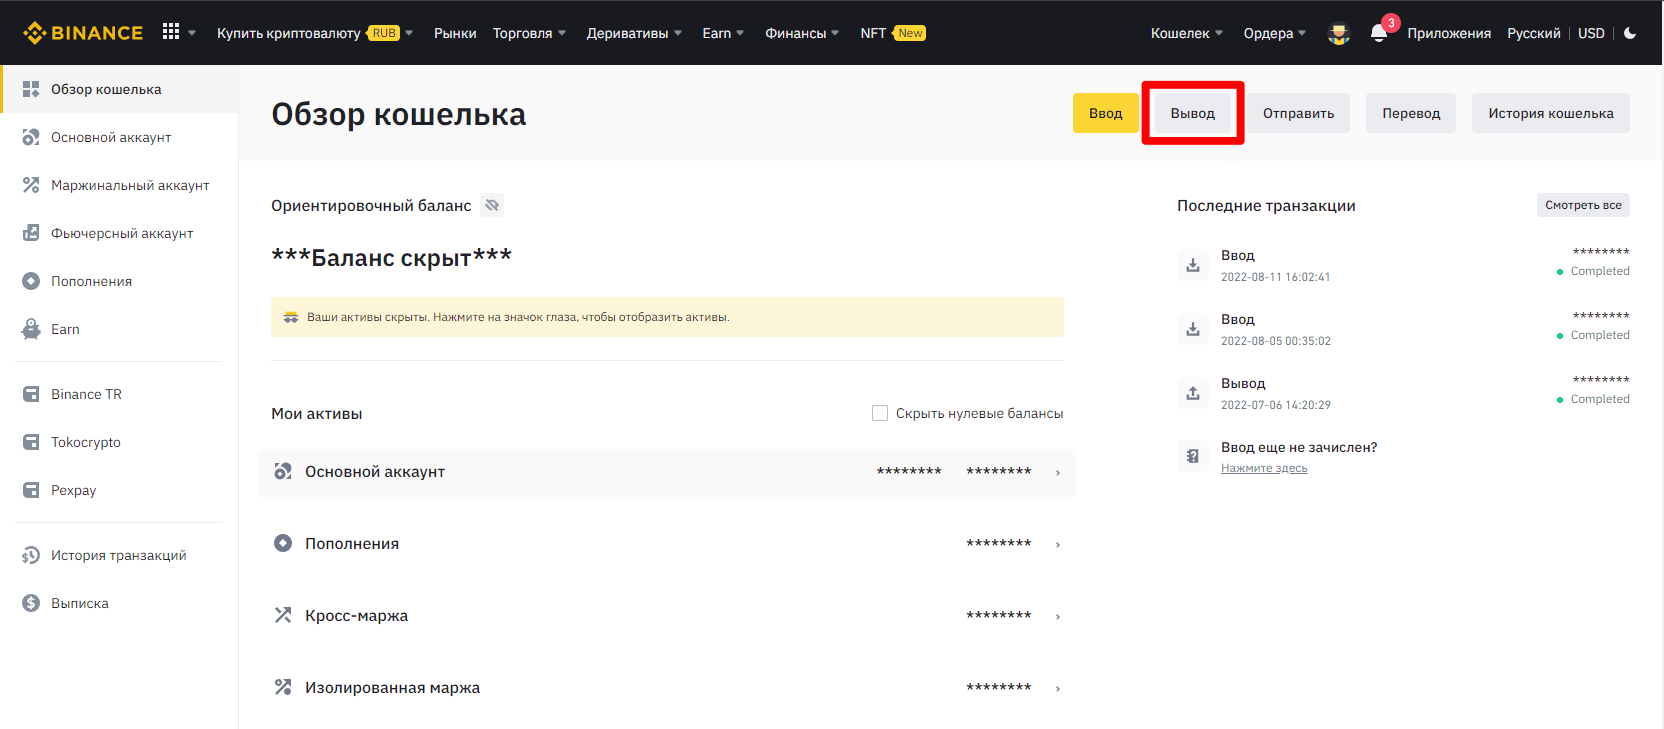 BINANCE
Купить криптовалюту RUB
Рынки
Торговля
Деривативы
Earn
Финансы
NFT New
Кошелек
Ордера
3
Приложения
Русский
USD
Обзор кошелька
Основной аккаунт
Маржинальный аккаунт
Фьючерсный аккаунт
Пополнения
Earn
Binance TR
Tokocrypto
Pexpay
История транзакций
Выписка
Обзор кошелька
Ввод
Вывод
Отправить
Перевод
История кошелька
Ориентировочный баланс
***Баланс скрыт***
Ваши активы скрыты. Нажмите на значок глаза, чтобы отобразить активы.
Мои активы
Скрыть нулевые балансы
Основной аккаунт ******** ********
Пополнения ********
Кросс-маржа ********
Изолированная маржа ********
Последние транзакции
Смотреть все
Ввод ********
2022-08-11 16:02:41 Completed
Ввод ********
2022-08-05 00:35:02 Completed
Вывод ********
2022-07-06 14:20:29 Completed
Ввод еще не зачислен?
Нажмите здесь